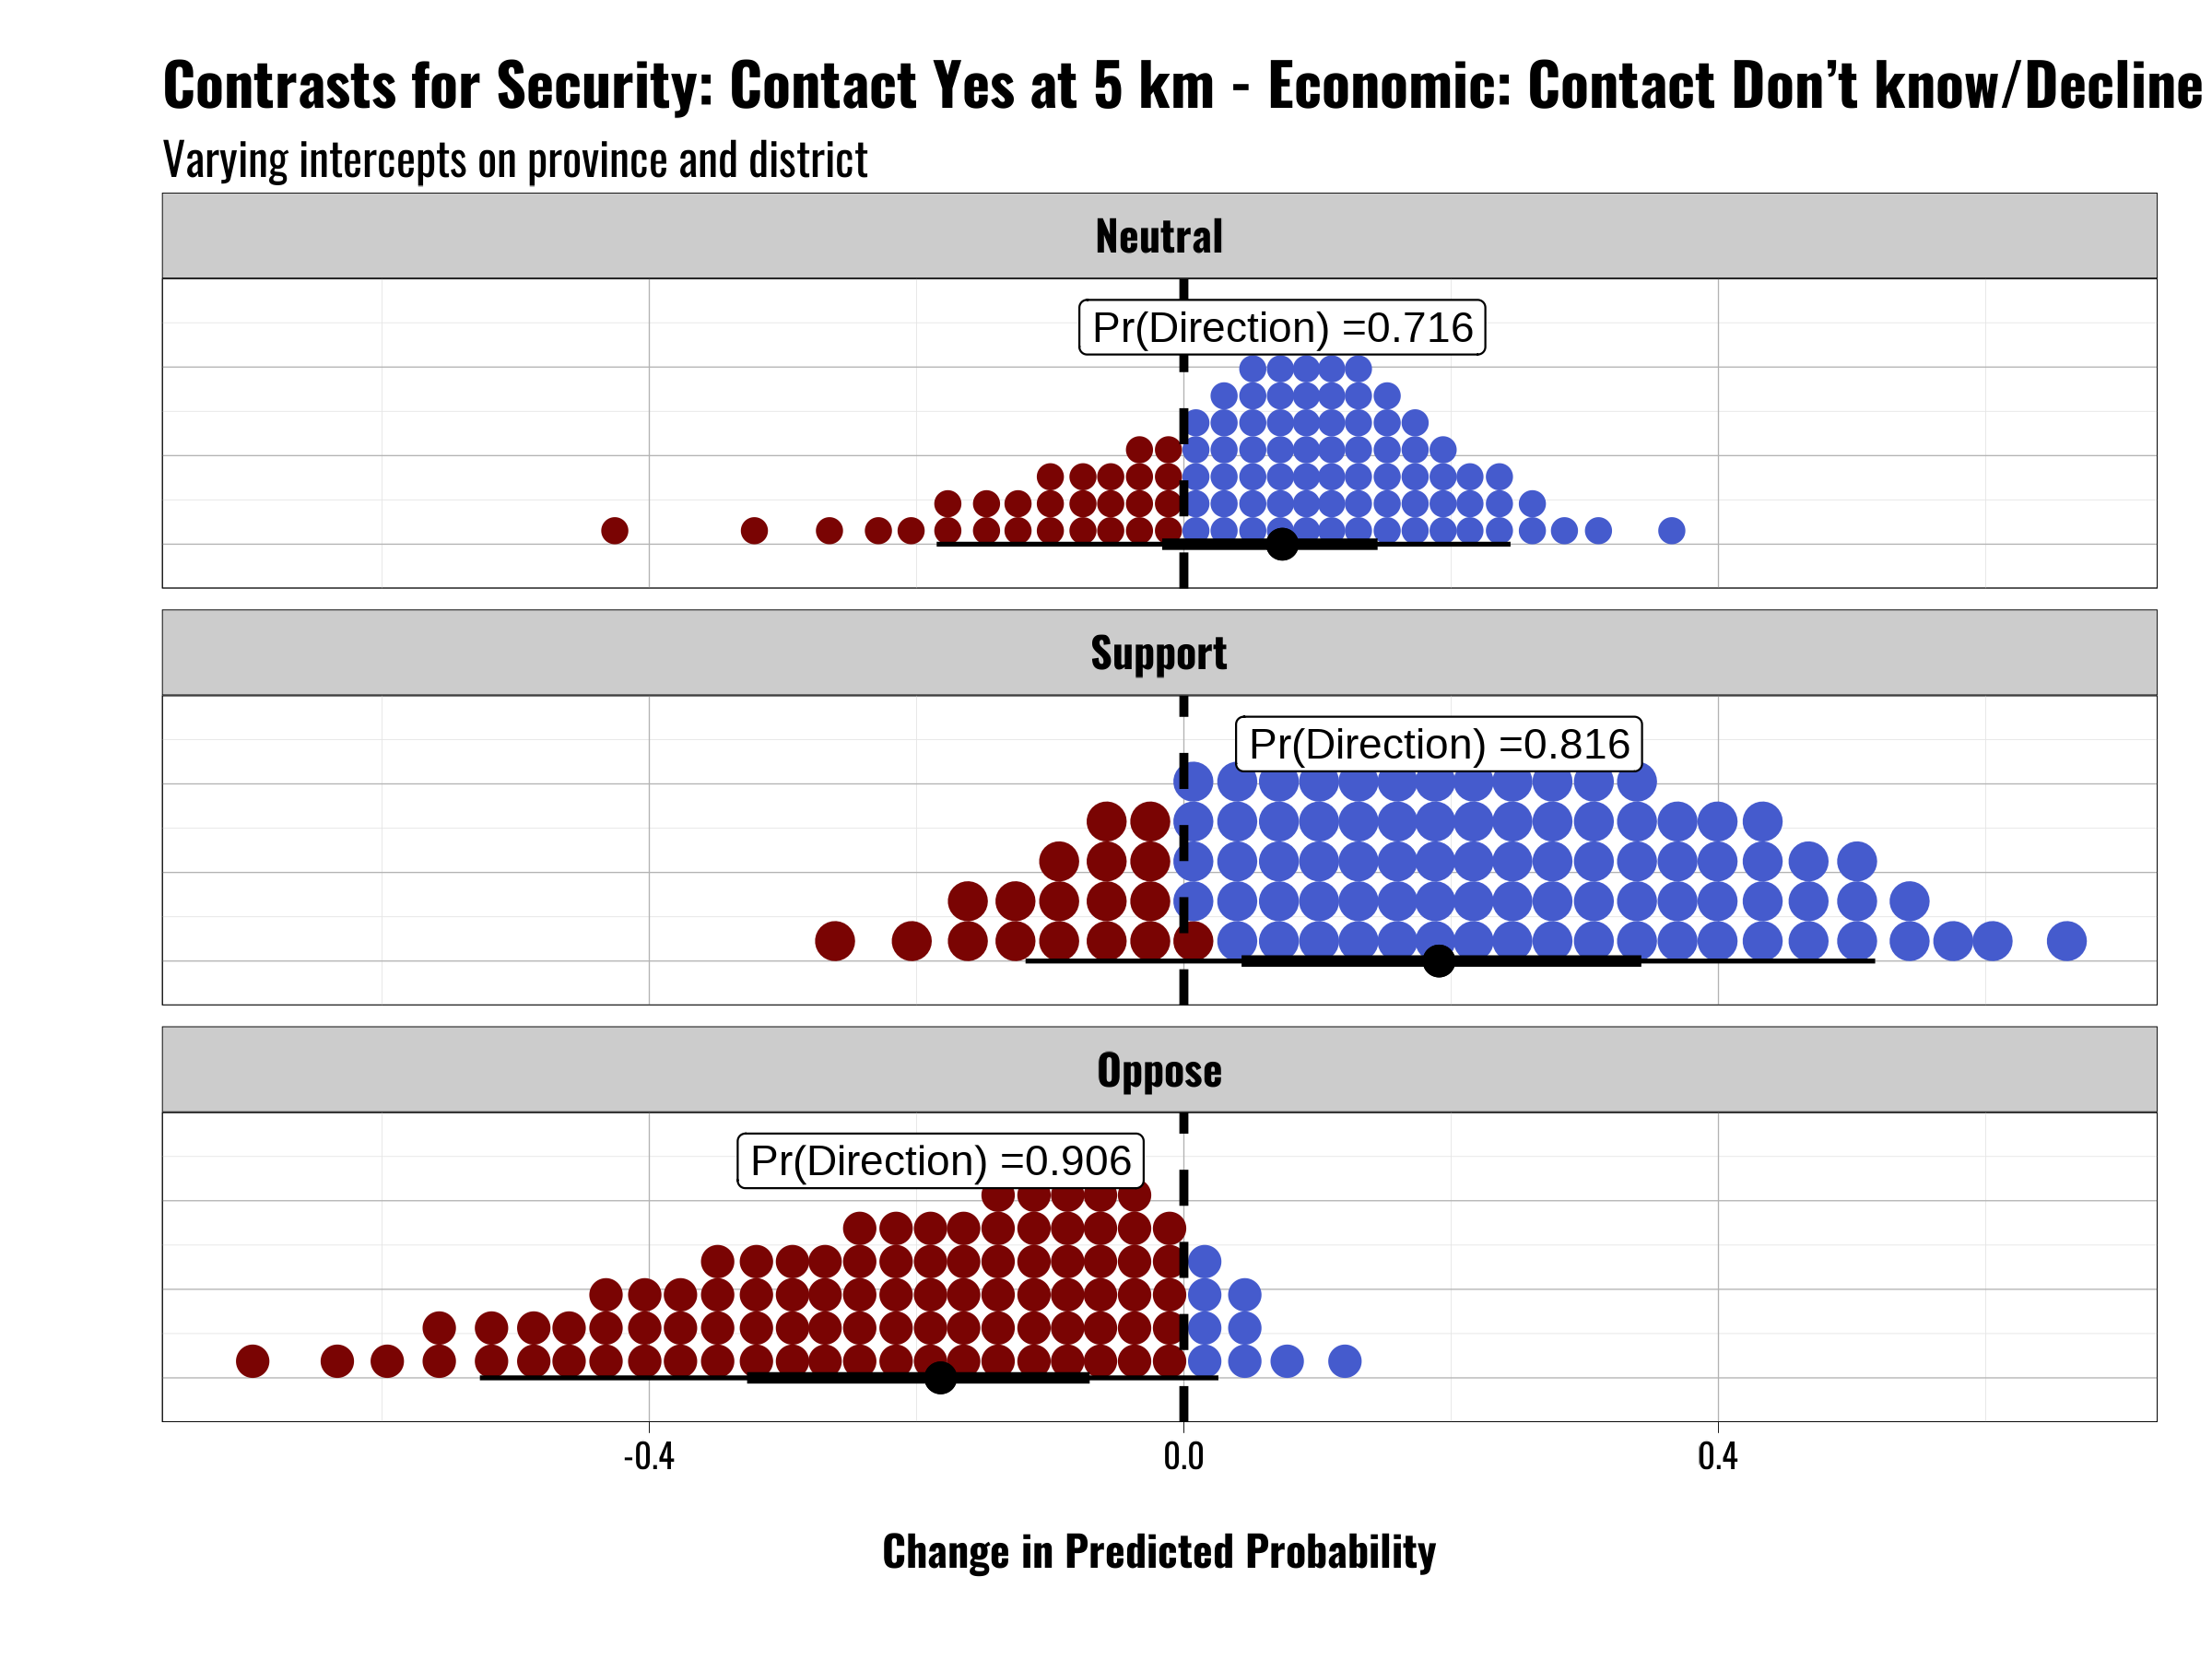 Contrasts for Security: Contact Yes at 5 km - Economic: Contact Don’t know/Decline
Varying intercepts on province and district
Neutral
Pr(Direction) =0.716
Support
Pr(Direction) =0.816
Oppose
Pr(Direction) =0.906
-0.4
0.0
0.4
Change in Predicted Probability